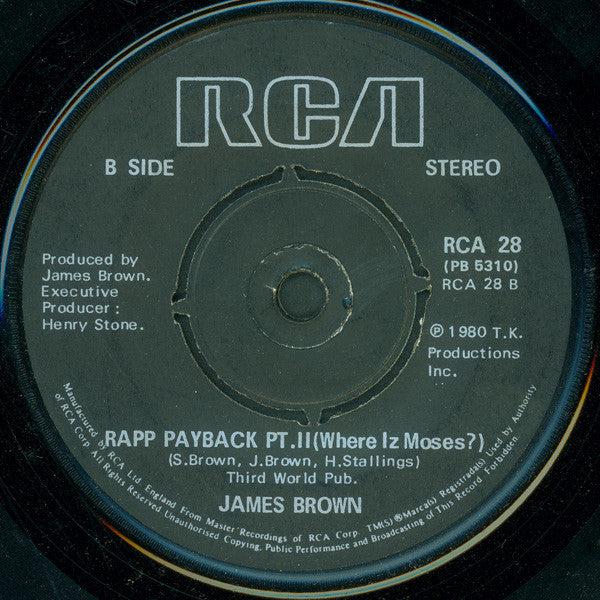 RCA
B SIDE
STEREO
RCA 28
(PB 5310)
RCA 28 B
Produced by
James Brown.
Executive
Producer :
Henry Stone.
℗ 1980 T.K.
Productions
Inc.
RAPP PAYBACK PT.II (Where Iz Moses?)
(S.Brown, J.Brown, H.Stallings)
Third World Pub.
JAMES BROWN
Manufactured by RCA Ltd England From Master Recordings of RCA Corp. TM(S)®Marca(s) Registrada(s) Used by Authority
of RCA Corp All Rights Reserved Unauthorised Copying, Public Performance and Broadcasting of This Record Forbidden